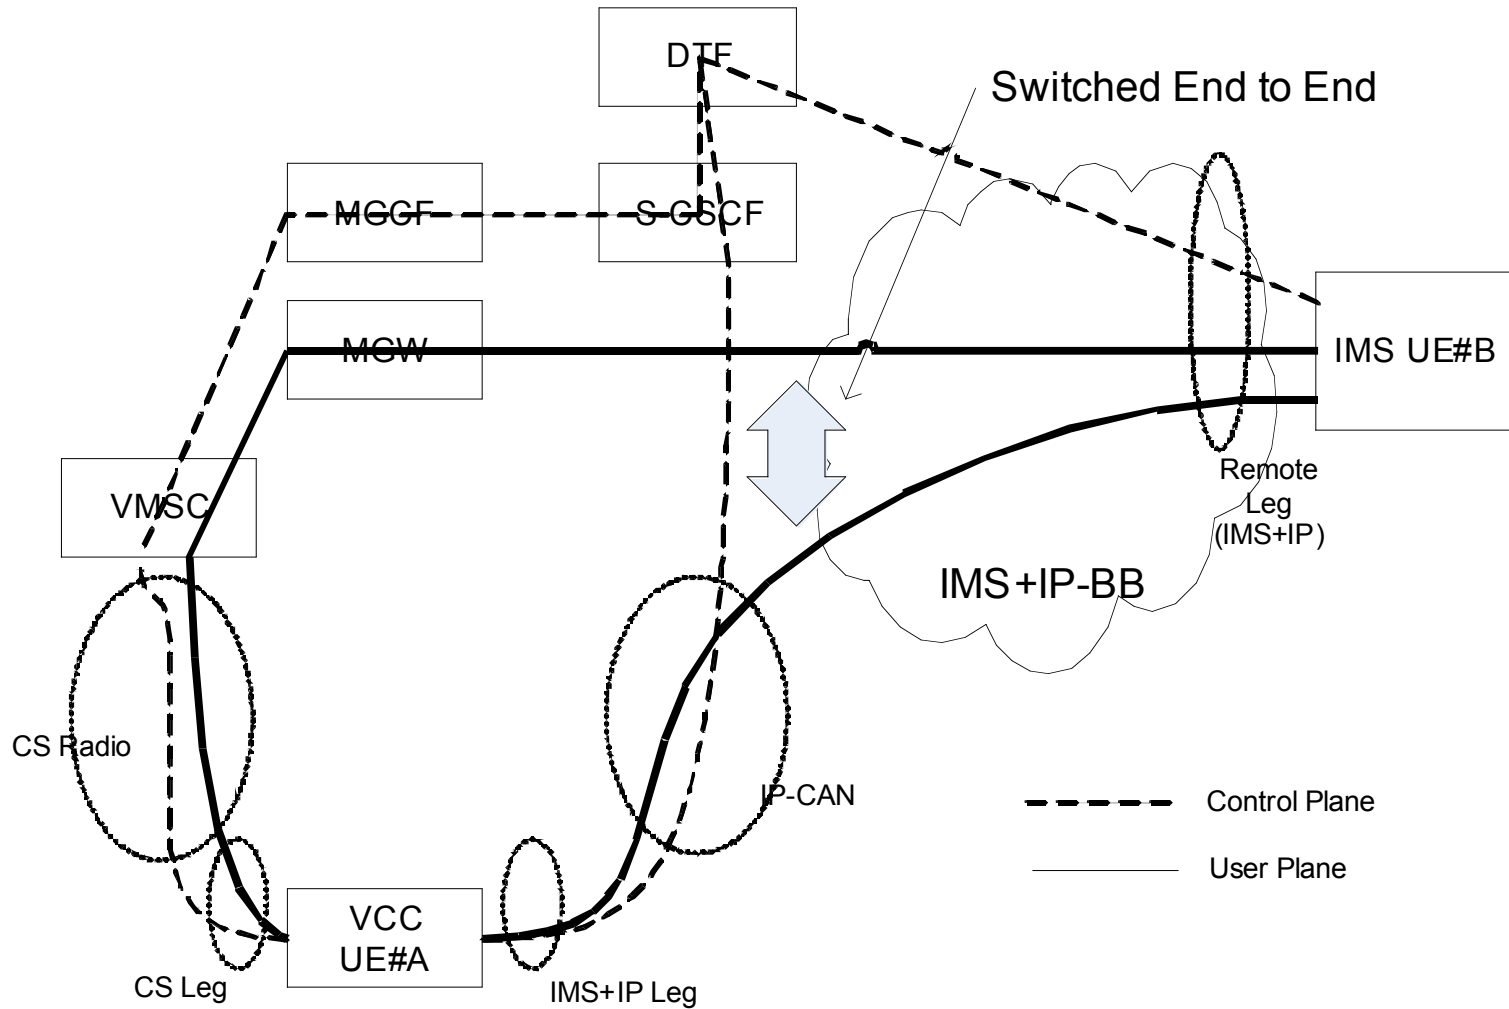 DTF
Switched End to End
MGCF
S-CSCF
MGW
IMS UE#B
Remote
Leg
(IMS+IP)
VMSC
IMS+IP-BB
CS Radio
IP-CAN
Control Plane
User Plane
VCC
UE#A
CS Leg
IMS+IP Leg